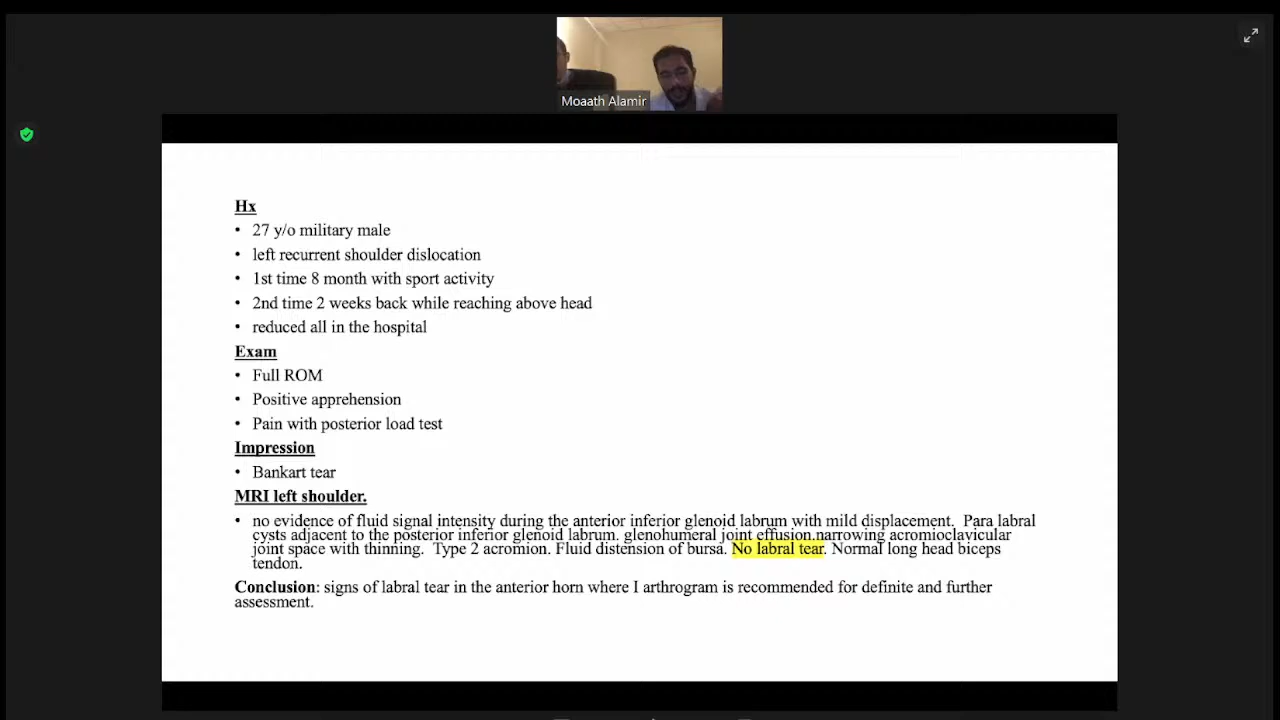 Moaath Alamir
Hx
• 27 y/o military male
• left recurrent shoulder dislocation
• 1st time 8 month with sport activity
• 2nd time 2 weeks back while reaching above head
• reduced all in the hospital
Exam
• Full ROM
• Positive apprehension
• Pain with posterior load test
Impression
• Bankart tear
MRI left shoulder.
• no evidence of fluid signal intensity during the anterior inferior glenoid labrum with mild displacement. Para labral
cysts adjacent to the posterior inferior glenoid labrum. glenohumeral joint effusion.narrowing acromioclavicular
joint space with thinning. Type 2 acromion. Fluid distension of bursa. No labral tear. Normal long head biceps
tendon.
Conclusion: signs of labral tear in the anterior horn where I arthrogram is recommended for definite and further
assessment.